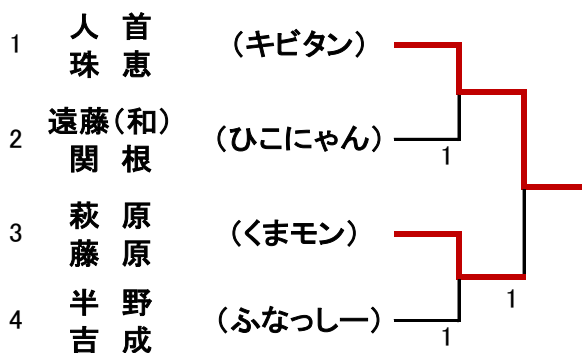 1 人 首 (キビタン)
珠 恵
1
2 遠藤(和) (ひこにゃん)
関 根
3 萩 原 (くまモン)
藤 原
1
4 半 野 (ふなっしー)
吉 成
1